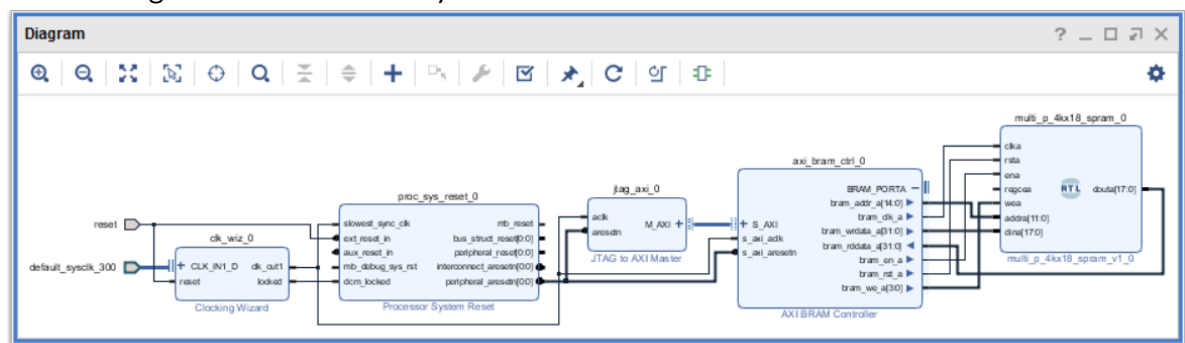 Diagram
reset
default_sysclk_300
clk_wiz_0
CLK_IN1_D clk_out1
reset locked
Clocking Wizard
proc_sys_reset_0
slowest_sync_clk mb_reset
ext_reset_in bus_struct_reset[0:0]
aux_reset_in peripheral_reset[0:0]
mb_debug_sys_rst interconnect_aresetn[0:0]
dcm_locked peripheral_aresetn[0:0]
Processor System Reset
jtag_axi_0
aclk M_AXI
aresetn
JTAG to AXI Master
axi_bram_ctrl_0
BRAM_PORTA
bram_addr_a[14:0]
S_AXI bram_clk_a
s_axi_aclk bram_wrdata_a[31:0]
s_axi_aresetn bram_rddata_a[31:0]
bram_en_a
bram_rst_a
bram_we_a[3:0]
AXI BRAM Controller
multi_p_4kx18_spram_0
clka
rsta
ena
regcea RTL douta[17:0]
wea
addra[11:0]
dina[17:0]
multi_p_4kx18_spram_v1_0